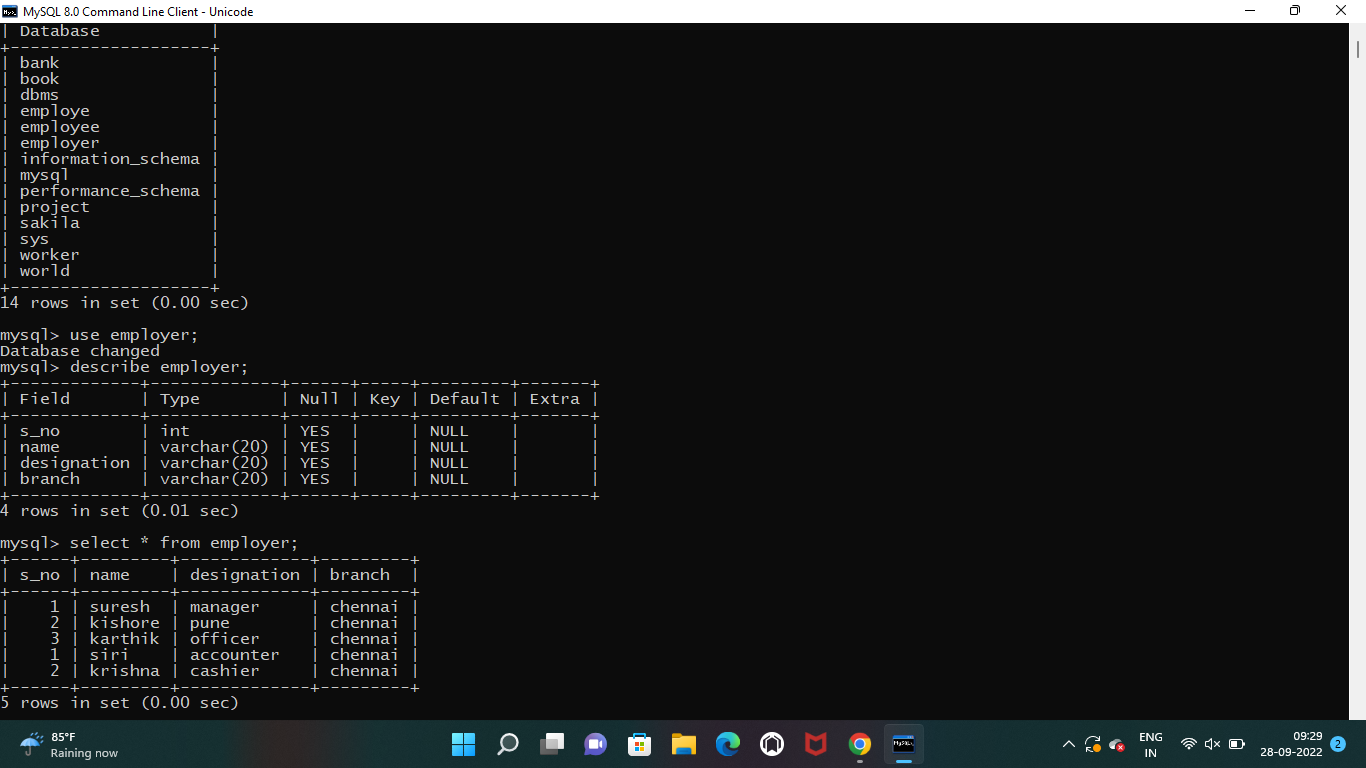 MySQL 8.0 Command Line Client - Unicode
| Database           |
+--------------------+
| bank               |
| book               |
| dbms               |
| employe            |
| employee           |
| employer           |
| information_schema |
| mysql              |
| performance_schema |
| project            |
| sakila             |
| sys                |
| worker             |
| world              |
+--------------------+
14 rows in set (0.00 sec)
mysql> use employer;
Database changed
mysql> describe employer;
+-------------+-------------+------+-----+---------+-------+
| Field       | Type        | Null | Key | Default | Extra |
+-------------+-------------+------+-----+---------+-------+
| s_no        | int         | YES  |     | NULL    |       |
| name        | varchar(20) | YES  |     | NULL    |       |
| designation | varchar(20) | YES  |     | NULL    |       |
| branch      | varchar(20) | YES  |     | NULL    |       |
+-------------+-------------+------+-----+---------+-------+
4 rows in set (0.01 sec)
mysql> select * from employer;
+------+---------+-------------+---------+
| s_no | name    | designation | branch  |
+------+---------+-------------+---------+
|    1 | suresh  | manager     | chennai |
|    2 | kishore | pune        | chennai |
|    3 | karthik | officer     | chennai |
|    1 | siri    | accounter   | chennai |
|    2 | krishna | cashier     | chennai |
+------+---------+-------------+---------+
5 rows in set (0.00 sec)
85°F
Raining now
ENG
IN
09:29
28-09-2022
2